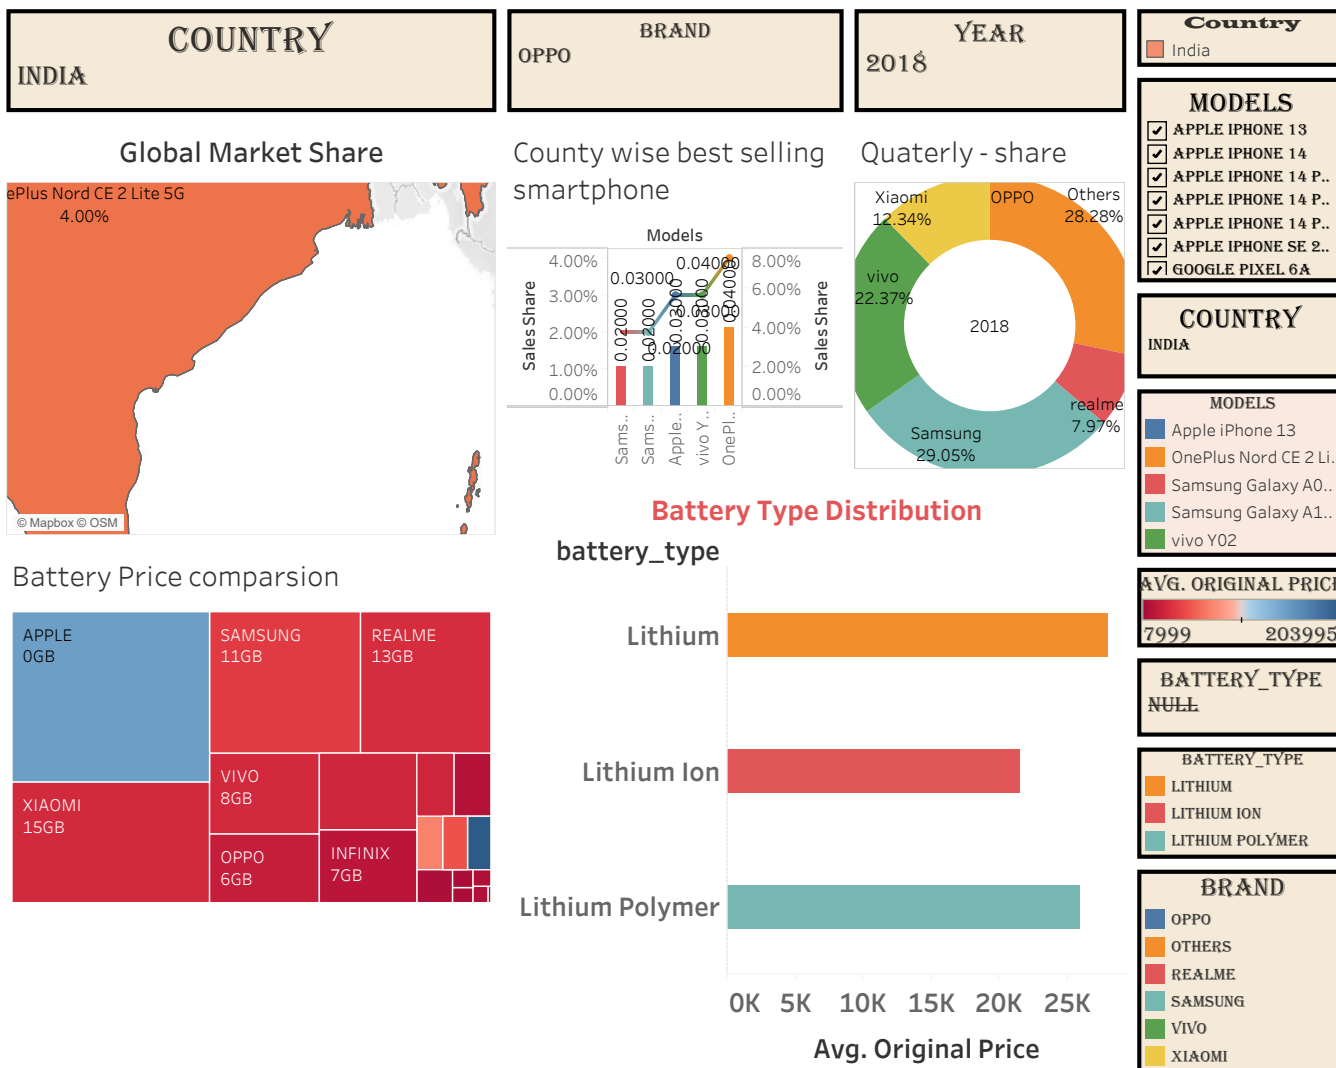 COUNTRY
INDIA
BRAND
OPPO
YEAR
2018
Country
India
MODELS
APPLE IPHONE 13
APPLE IPHONE 14
APPLE IPHONE 14 P..
APPLE IPHONE 14 P..
APPLE IPHONE 14 P..
APPLE IPHONE SE 2..
GOOGLE PIXEL 6A
COUNTRY
INDIA
MODELS
Apple iPhone 13
OnePlus Nord CE 2 Li..
Samsung Galaxy A0..
Samsung Galaxy A1..
vivo Y02
AVG. ORIGINAL PRICE
7999 203995
BATTERY_TYPE
NULL
BATTERY_TYPE
LITHIUM
LITHIUM ION
LITHIUM POLYMER
BRAND
OPPO
OTHERS
REALME
SAMSUNG
VIVO
XIAOMI
Global Market Share
ePlus Nord CE 2 Lite 5G
4.00%
© Mapbox © OSM
County wise best selling
smartphone
Models
Sales Share
4.00%
3.00%
2.00%
1.00%
0.00%
0.02000
0.02000
0.03000
0.03000
0.04000
0.03000
0.02000
0.03000
0.04000
8.00%
6.00%
4.00%
2.00%
0.00%
Sales Share
Sams..
Sams..
Apple..
vivo Y..
OnePl..
Quaterly - share
Xiaomi
12.34%
OPPO
Others
28.28%
vivo
22.37%
2018
realme
7.97%
Samsung
29.05%
Battery Price comparsion
APPLE
0GB
SAMSUNG
11GB
REALME
13GB
XIAOMI
15GB
VIVO
8GB
OPPO
6GB
INFINIX
7GB
Battery Type Distribution
battery_type
Lithium
Lithium Ion
Lithium Polymer
0K 5K 10K 15K 20K 25K
Avg. Original Price